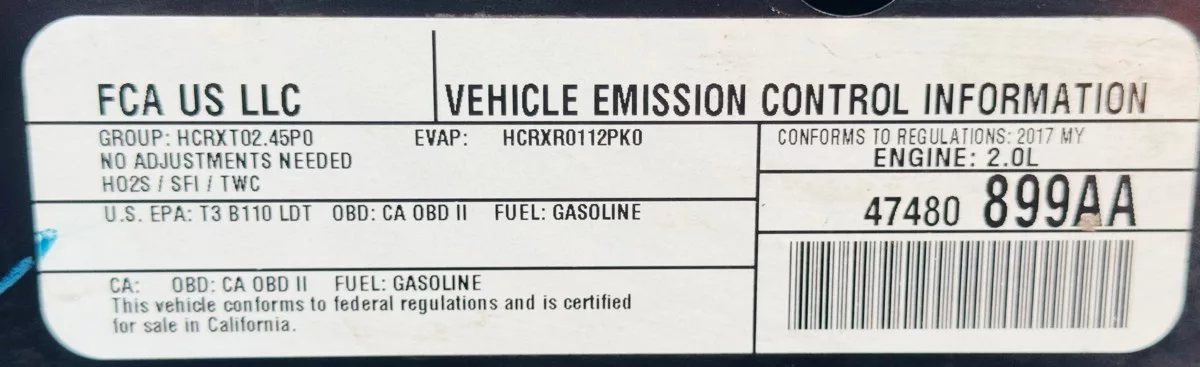 FCA US LLC
VEHICLE EMISSION CONTROL INFORMATION
GROUP: HCRXT02.45P0 EVAP: HCRXR0112PK0
NO ADJUSTMENTS NEEDED
HO2S / SFI / TWC
U.S. EPA: T3 B110 LDT OBD: CA OBD II FUEL: GASOLINE
CA: OBD: CA OBD II FUEL: GASOLINE
This vehicle conforms to federal regulations and is certified
for sale in California.
CONFORMS TO REGULATIONS: 2017 MY
ENGINE: 2.0L
47480 899AA